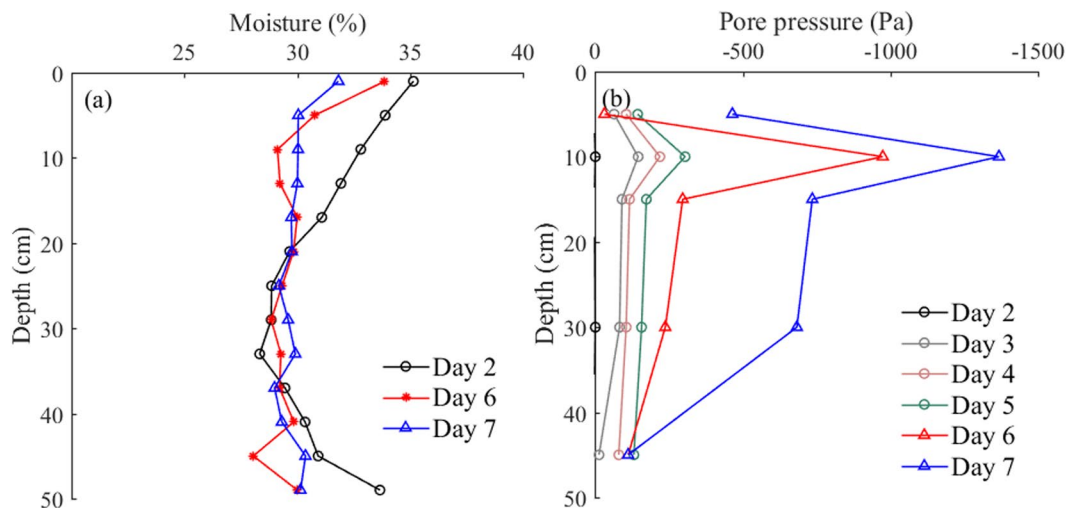 Moisture (%)
25 30 35 40
0
10
20
30
40
50
Depth (cm)
(a)
Day 2
Day 6
Day 7
Pore pressure (Pa)
0 -500 -1000 -1500
0
10
20
30
40
50
Depth (cm)
(b)
Day 2
Day 3
Day 4
Day 5
Day 6
Day 7